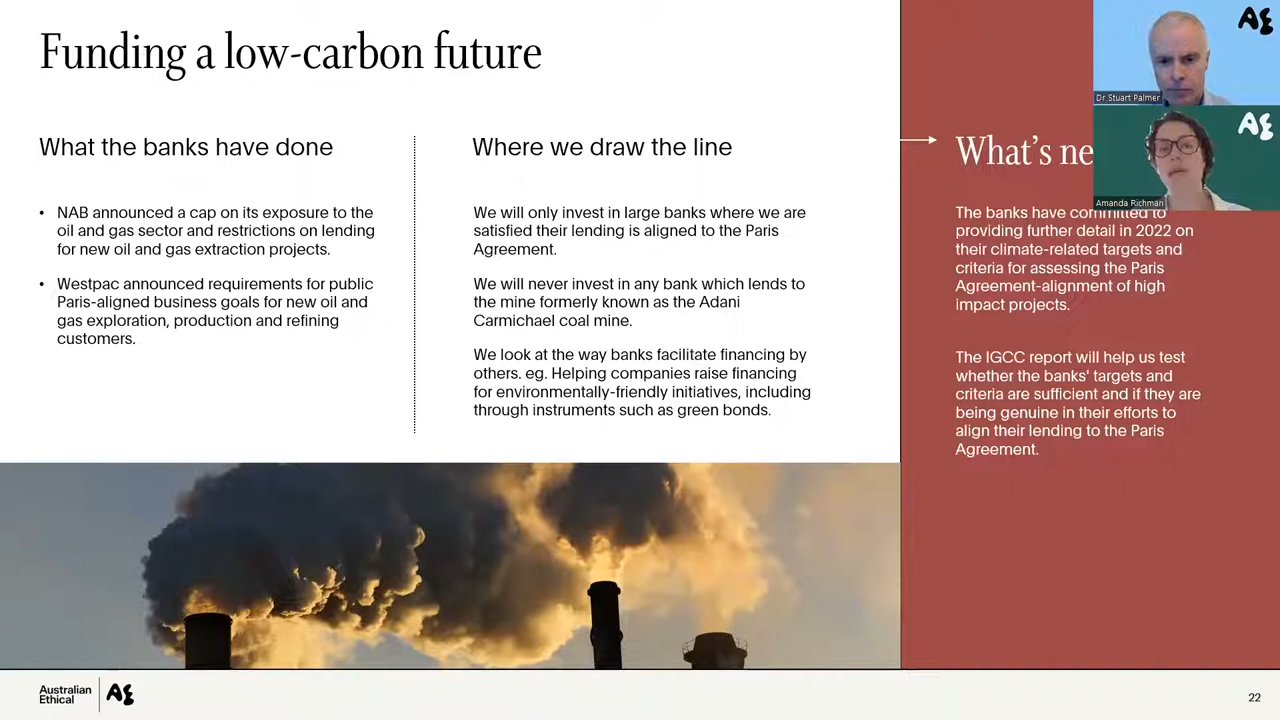 Funding a low-carbon future
What the banks have done
• NAB announced a cap on its exposure to the
oil and gas sector and restrictions on lending
for new oil and gas extraction projects.
• Westpac announced requirements for public
Paris-aligned business goals for new oil and
gas exploration, production and refining
customers.
Where we draw the line
We will only invest in large banks where we are
satisfied their lending is aligned to the Paris
Agreement.
We will never invest in any bank which lends to
the mine formerly known as the Adani
Carmichael coal mine.
We look at the way banks facilitate financing by
others. eg. Helping companies raise financing
for environmentally-friendly initiatives, including
through instruments such as green bonds.
What's ne
The banks have committed to
providing further detail in 2022 on
their climate-related targets and
criteria for assessing the Paris
Agreement-alignment of high
impact projects.
The IGCC report will help us test
whether the banks' targets and
criteria are sufficient and if they are
being genuine in their efforts to
align their lending to the Paris
Agreement.
AE
Dr Stuart Palmer
AE
Amanda Richman
Australian
Ethical
AE
22